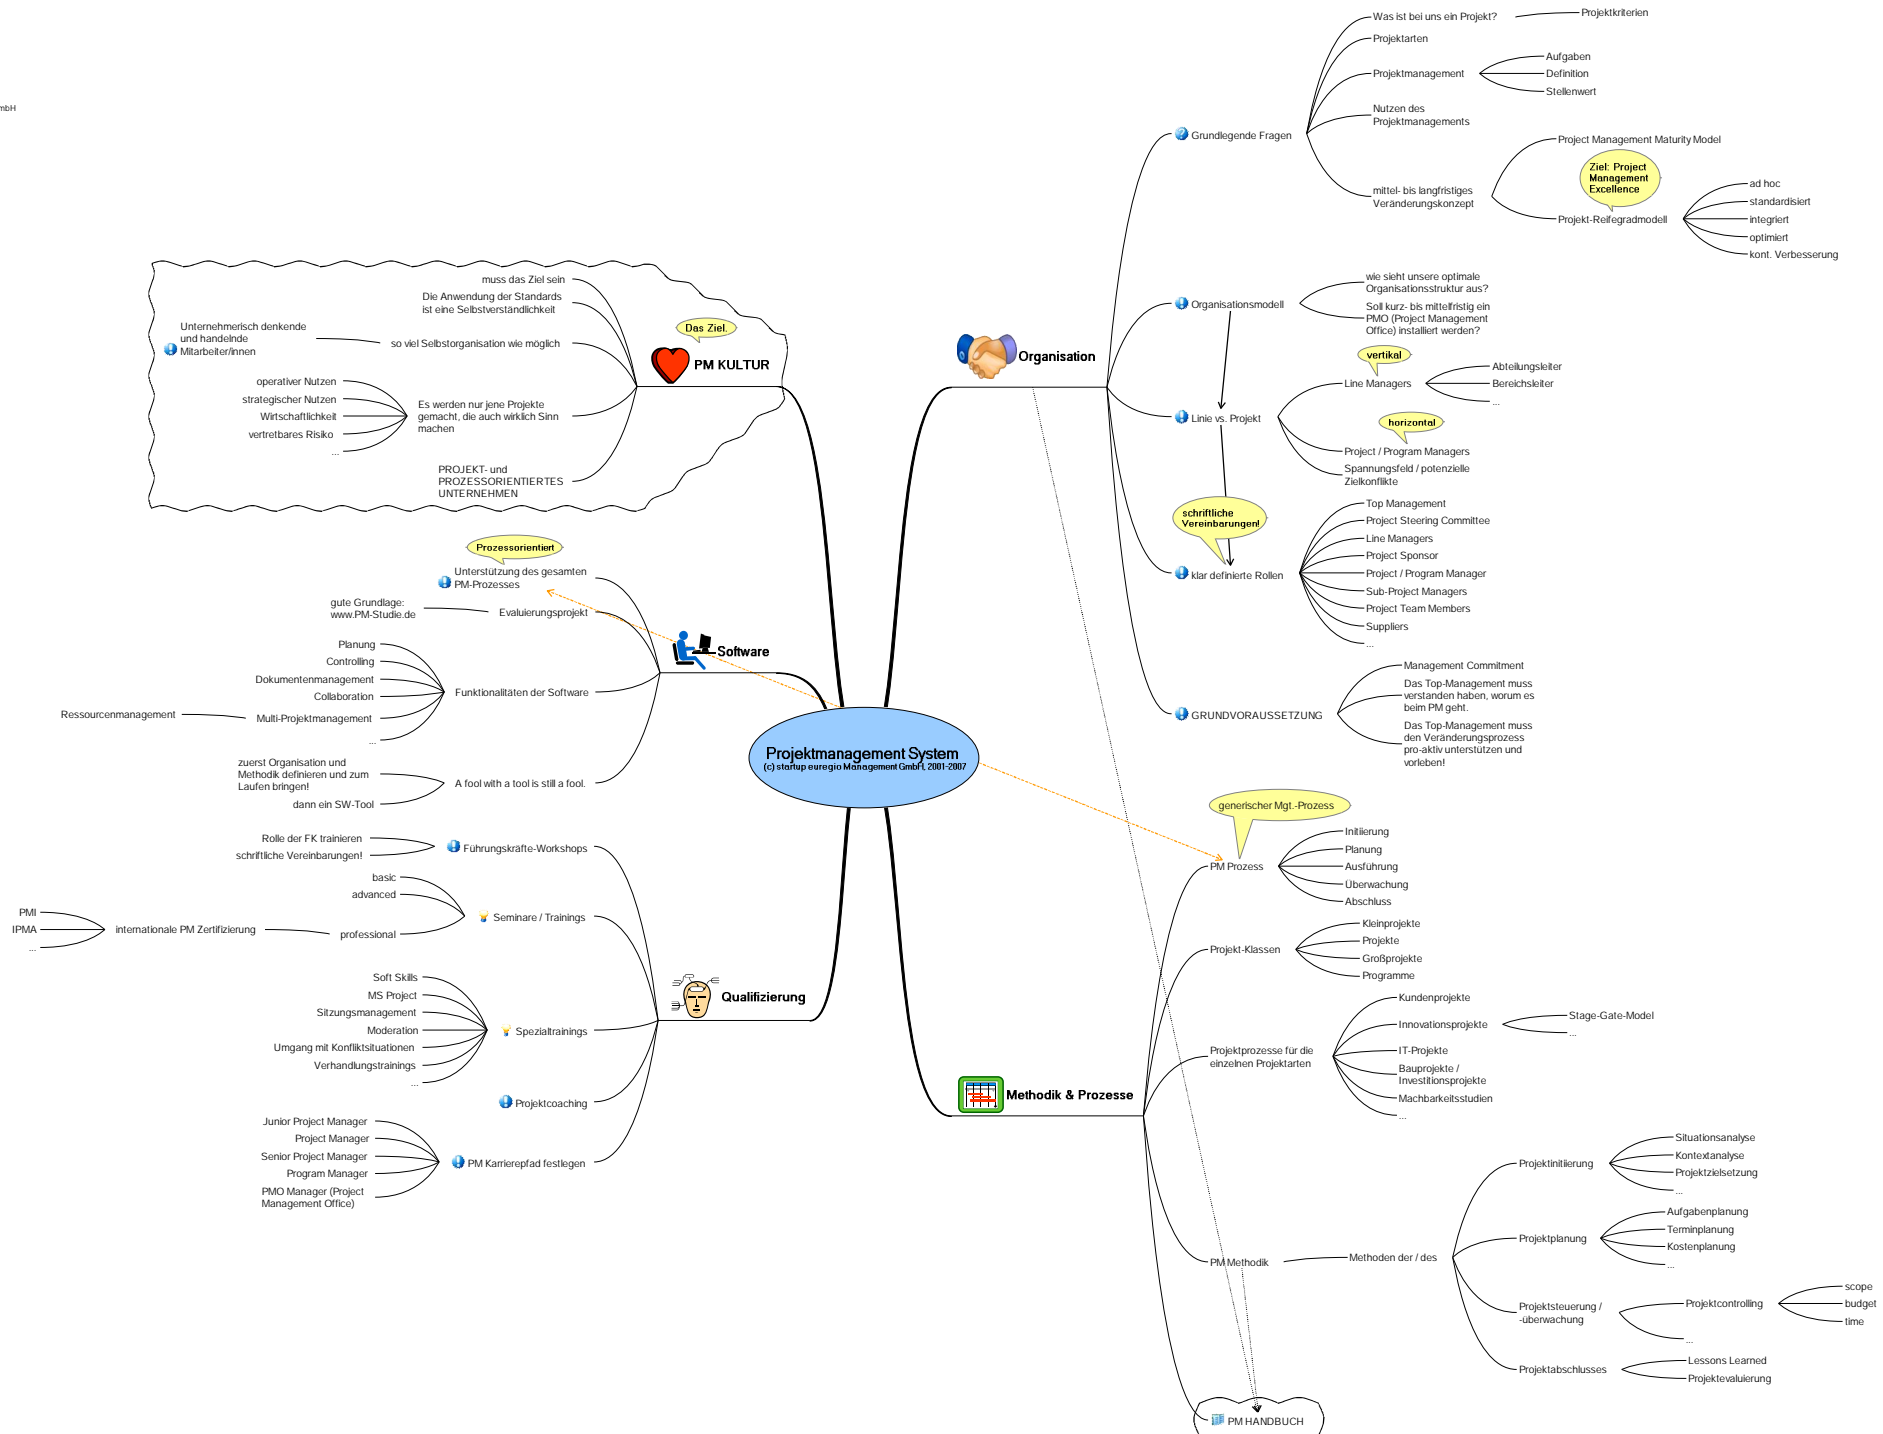 mbH
Projektmanagement System
(c) startup euregio Management GmbH, 2001-2007
Organisation
Grundlegende Fragen
Was ist bei uns ein Projekt?
Projektkriterien
Projektarten
Projektmanagement
Aufgaben
Definition
Stellenwert
Nutzen des
Projektmanagements
mittel- bis langfristiges
Veränderungskonzept
Project Management Maturity Model
Ziel: Project
Management
Excellence
Projekt-Reifegradmodell
ad hoc
standardisiert
integriert
optimiert
kont. Verbesserung
Organisationsmodell
wie sieht unsere optimale
Organisationsstruktur aus?
Soll kurz- bis mittelfristig ein
PMO (Project Management
Office) installiert werden?
Linie vs. Projekt
vertikal
Line Managers
Abteilungsleiter
Bereichsleiter
...
horizontal
Project / Program Managers
Spannungsfeld / potenzielle
Zielkonflikte
schriftliche
Vereinbarungen!
klar definierte Rollen
Top Management
Project Steering Committee
Line Managers
Project Sponsor
Project / Program Manager
Sub-Project Managers
Project Team Members
Suppliers
...
GRUNDVORAUSSETZUNG
Management Commitment
Das Top-Management muss
verstanden haben, worum es
beim PM geht.
Das Top-Management muss
den Veränderungsprozess
pro-aktiv unterstützen und
vorleben!
Methodik & Prozesse
generischer Mgt.-Prozess
PM Prozess
Initiierung
Planung
Ausführung
Überwachung
Abschluss
Projekt-Klassen
Kleinprojekte
Projekte
Großprojekte
Programme
Projektprozesse für die
einzelnen Projektarten
Kundenprojekte
Innovationsprojekte
Stage-Gate-Model
...
IT-Projekte
Bauprojekte /
Investitionsprojekte
Machbarkeitsstudien
...
PM Methodik
Methoden der / des
Projektinitiierung
Situationsanalyse
Kontextanalyse
Projektzielsetzung
...
Projektplanung
Aufgabenplanung
Terminplanung
Kostenplanung
...
Projektsteuerung /
-überwachung
Projektcontrolling
scope
budget
time
...
Projektabschlusses
Lessons Learned
Projektevaluierung
PM HANDBUCH
PM KULTUR
Das Ziel.
muss das Ziel sein
Die Anwendung der Standards
ist eine Selbstverständlichkeit
so viel Selbstorganisation wie möglich
Unternehmerisch denkende
und handelnde
Mitarbeiter/innen
Es werden nur jene Projekte
gemacht, die auch wirklich Sinn
machen
operativer Nutzen
strategischer Nutzen
Wirtschaftlichkeit
vertretbares Risiko
...
PROJEKT- und
PROZESSORIENTIERTES
UNTERNEHMEN
Software
Prozessorientiert
Unterstützung des gesamten
PM-Prozesses
Evaluierungsprojekt
gute Grundlage:
www.PM-Studie.de
Funktionalitäten der Software
Planung
Controlling
Dokumentenmanagement
Collaboration
Multi-Projektmanagement
Ressourcenmanagement
...
A fool with a tool is still a fool.
zuerst Organisation und
Methodik definieren und zum
Laufen bringen!
dann ein SW-Tool
Qualifizierung
Führungskräfte-Workshops
Rolle der FK trainieren
schriftliche Vereinbarungen!
Seminare / Trainings
basic
advanced
professional
internationale PM Zertifizierung
PMI
IPMA
...
Spezialtrainings
Soft Skills
MS Project
Sitzungsmanagement
Moderation
Umgang mit Konfliktsituationen
Verhandlungstrainings
...
Projektcoaching
PM Karrierepfad festlegen
Junior Project Manager
Project Manager
Senior Project Manager
Program Manager
PMO Manager (Project
Management Office)